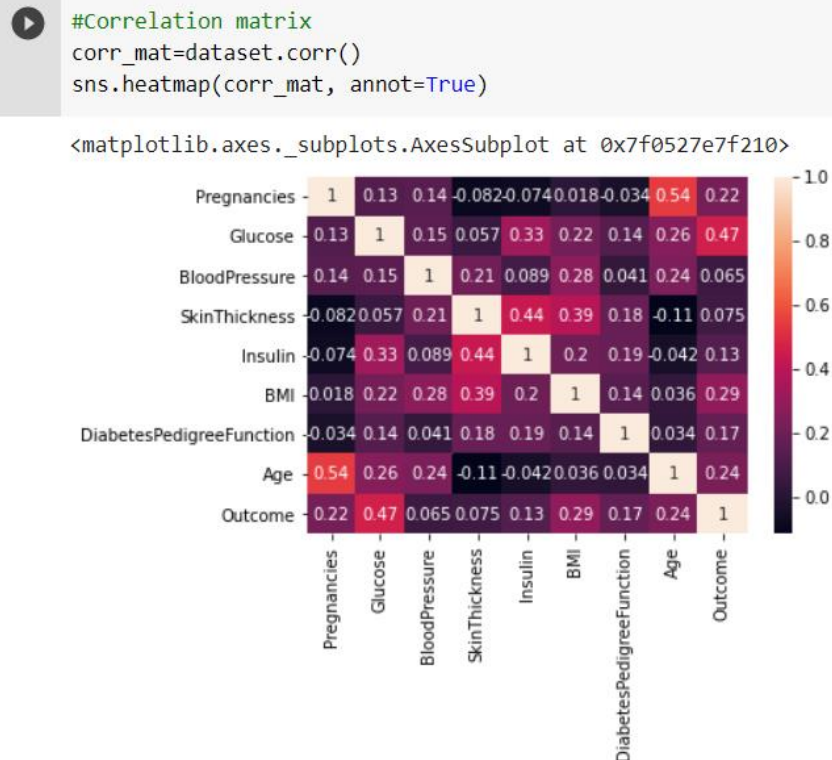 #Correlation matrix
corr_mat=dataset.corr()
sns.heatmap(corr_mat, annot=True)
<matplotlib.axes._subplots.AxesSubplot at 0x7f0527e7f210>
Pregnancies 1 0.13 0.14 -0.082 -0.074 0.018 -0.034 0.54 0.22
Glucose 0.13 1 0.15 0.057 0.33 0.22 0.14 0.26 0.47
BloodPressure 0.14 0.15 1 0.21 0.089 0.28 0.041 0.24 0.065
SkinThickness -0.082 0.057 0.21 1 0.44 0.39 0.18 -0.11 0.075
Insulin -0.074 0.33 0.089 0.44 1 0.2 0.19 -0.042 0.13
BMI 0.018 0.22 0.28 0.39 0.2 1 0.14 0.036 0.29
DiabetesPedigreeFunction -0.034 0.14 0.041 0.18 0.19 0.14 1 0.034 0.17
Age 0.54 0.26 0.24 -0.11 -0.042 0.036 0.034 1 0.24
Outcome 0.22 0.47 0.065 0.075 0.13 0.29 0.17 0.24 1
Pregnancies
Glucose
BloodPressure
SkinThickness
Insulin
BMI
DiabetesPedigreeFunction
Age
Outcome
1.0
0.8
0.6
0.4
0.2
0.0